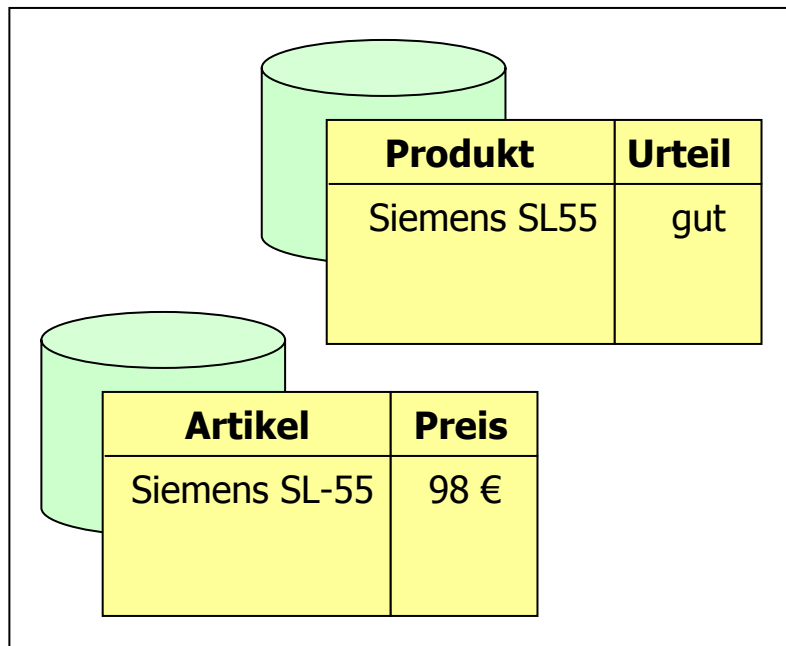 Produkt Urteil
Siemens SL55 gut
Artikel Preis
Siemens SL-55 98 €